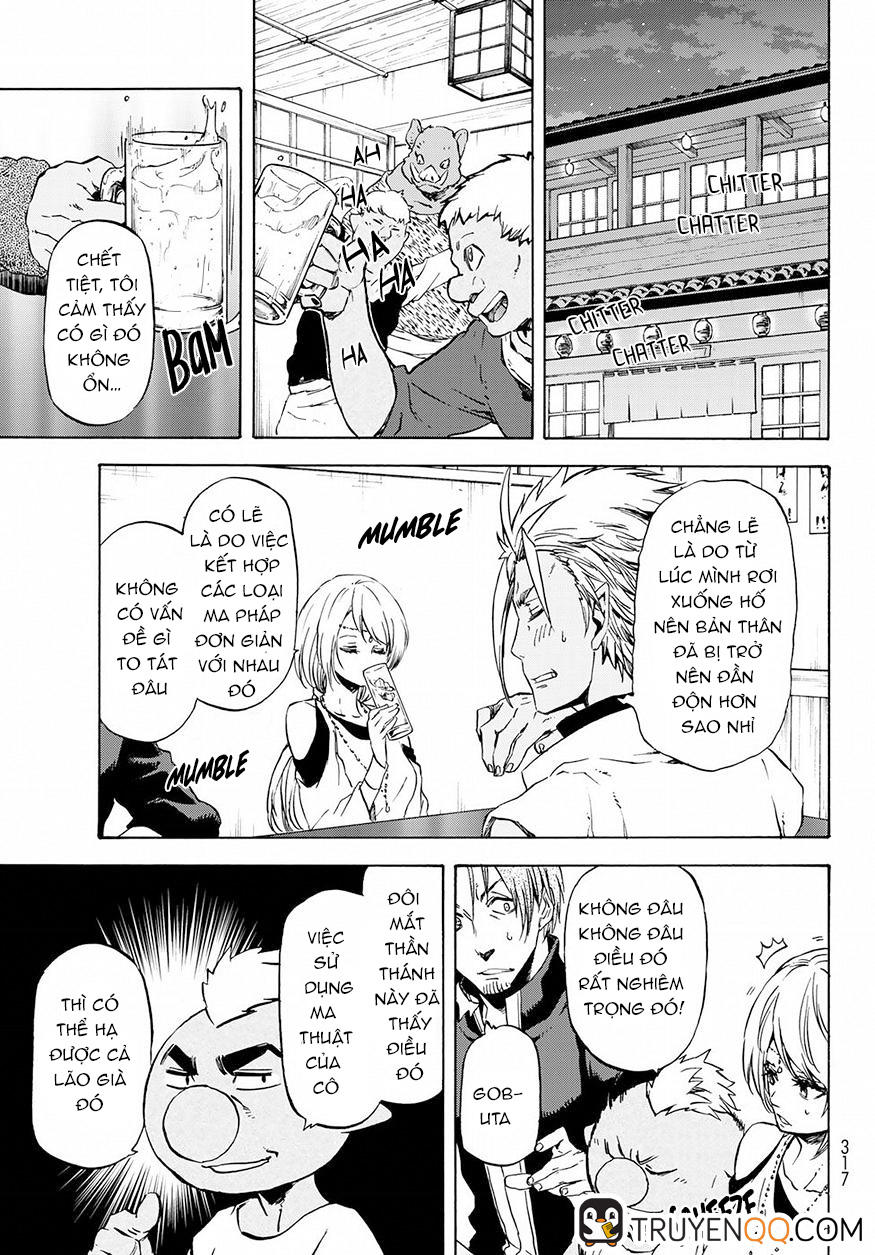 CHITTER
CHATTER
CHITTER
CHATTER
AH
HA
HA
HA
HA
CHẾT
TIỆT, TÔI
CẢM THẤY
CÓ GÌ ĐÓ
KHÔNG
ỔN...
BAM
CHẲNG LẼ
LÀ DO TỪ
LÚC MÌNH RƠI
XUỐNG HỐ
NÊN BẢN THÂN
ĐÃ BỊ TRỞ
NÊN ĐẦN
ĐỘN HƠN
SAO NHỈ
MUMBLE
CÓ LẼ
LÀ DO VIỆC
KẾT HỢP
CÁC LOẠI
MA PHÁP
ĐƠN GIẢN
VỚI NHAU
ĐÓ
KHÔNG
CÓ VẤN
ĐỀ GÌ
TO TÁT
ĐÂU
MUMBLE
KHÔNG ĐÂU
KHÔNG ĐÂU
ĐIỀU ĐÓ
RẤT NGHIÊM
TRỌNG ĐÓ!
GOB-
UTA
SQUEEZE
ĐÔI
MẮT
THẦN
THÁNH
NÀY ĐÃ
THẤY
ĐIỀU
ĐÓ
VIỆC
SỬ
DỤNG
MA
THUẬT
CỦA
CÔ
THÌ CÓ
THỂ HẠ
ĐƯỢC CẢ
LÃO GIÀ
ĐÓ
317
TRUYENQQ.COM